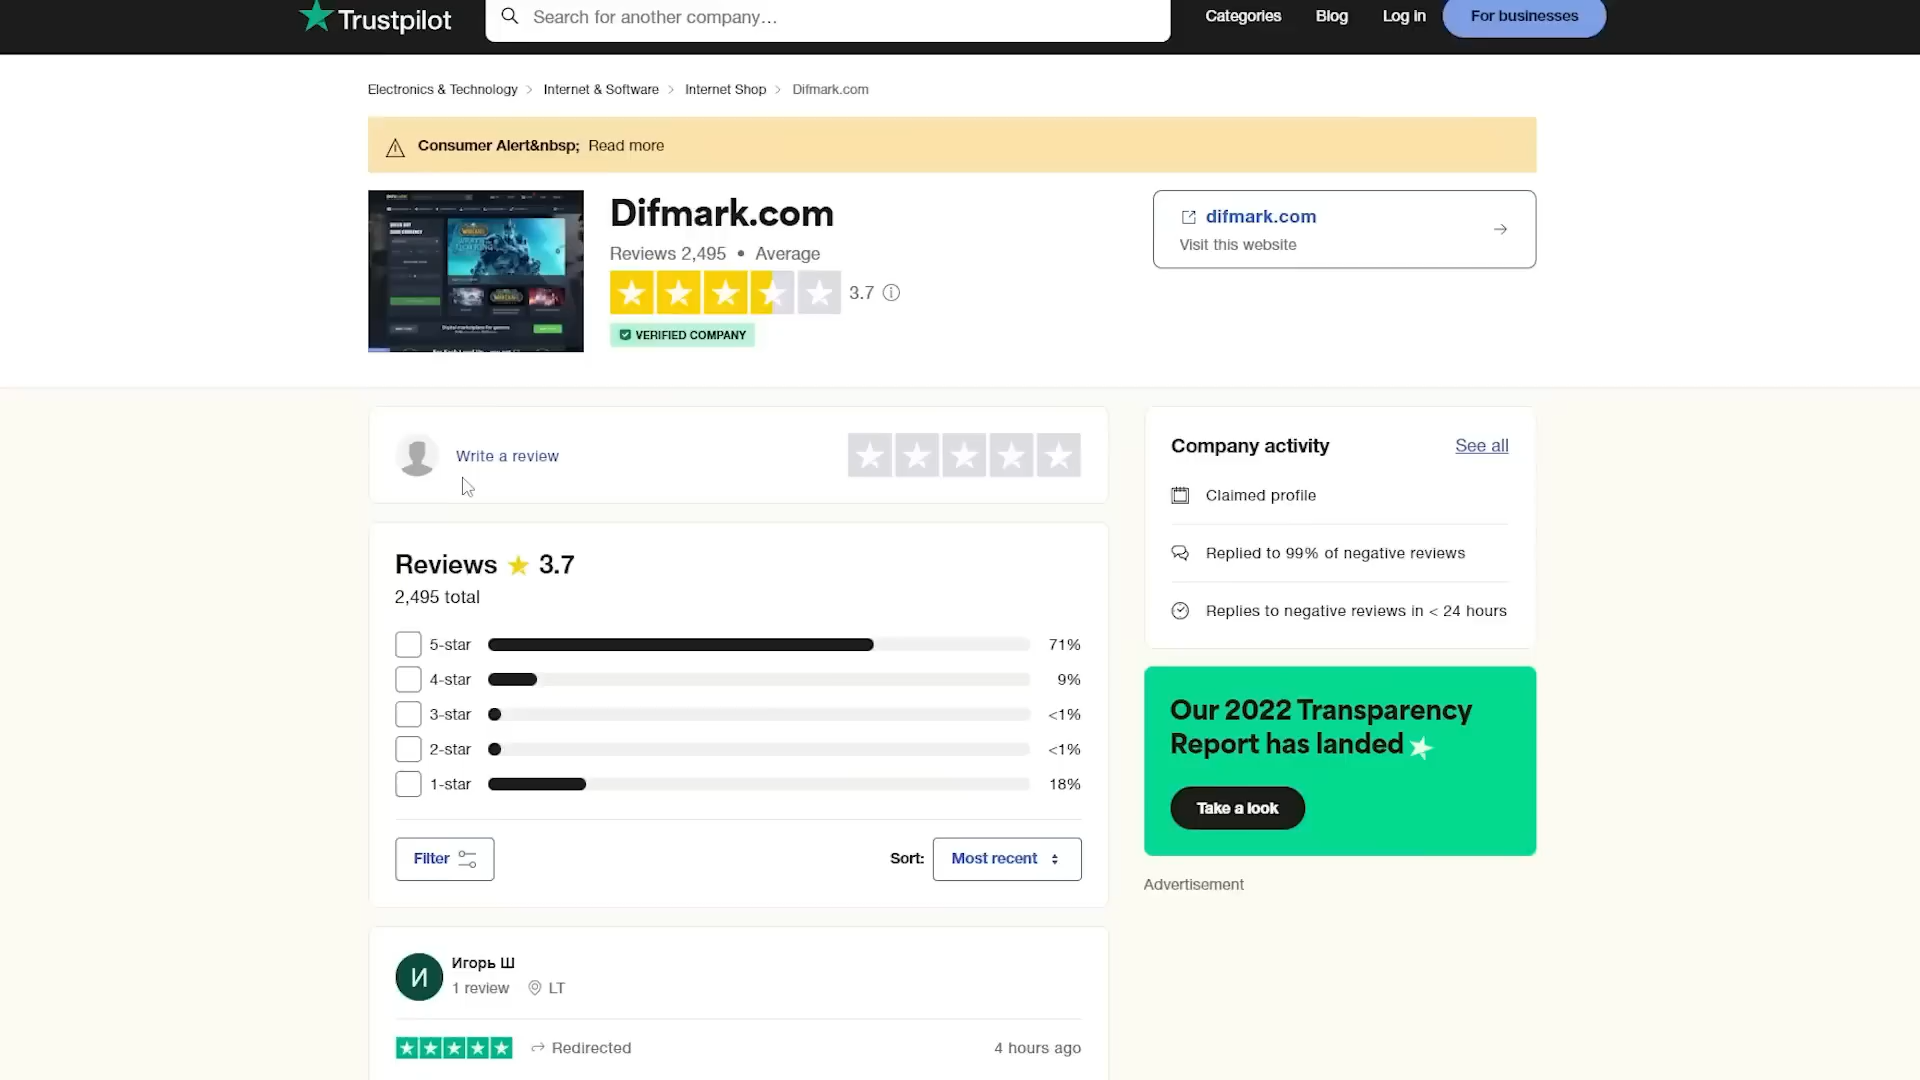 Trustpilot
Search for another company...
Categories
Blog
Log in
For businesses
Electronics & Technology > Internet & Software > Internet Shop > Difmark.com
Consumer Alert&nbsp; Read more
Difmark.com
Reviews 2,495 • Average
3.7
VERIFIED COMPANY
difmark.com
Visit this website
Write a review
Company activity
See all
Claimed profile
Replied to 99% of negative reviews
Replies to negative reviews in < 24 hours
Reviews ★ 3.7
2,495 total
5-star 71%
4-star 9%
3-star <1%
2-star <1%
1-star 18%
Filter
Sort: Most recent
Our 2022 Transparency
Report has landed
Take a look
Advertisement
И
Игорь Ш
1 review LT
Redirected
4 hours ago